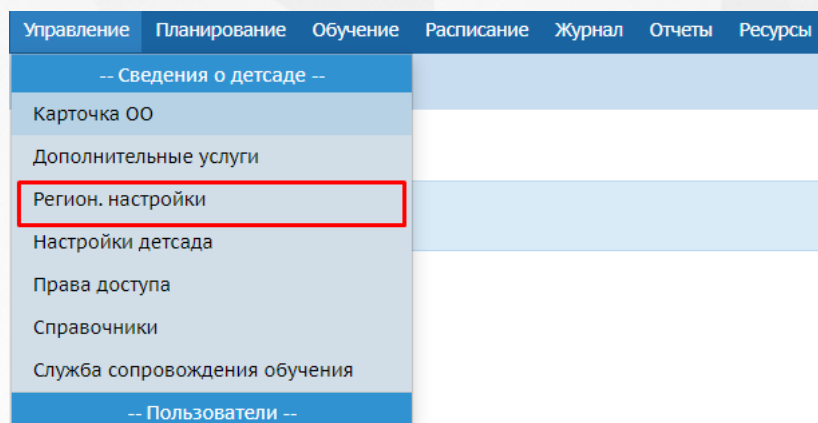 Управление Планирование Обучение Расписание Журнал Отчеты Ресурсы
-- Сведения о детсаде --
Карточка ОО
Дополнительные услуги
Регион. настройки
Настройки детсада
Права доступа
Справочники
Служба сопровождения обучения
-- Пользователи --